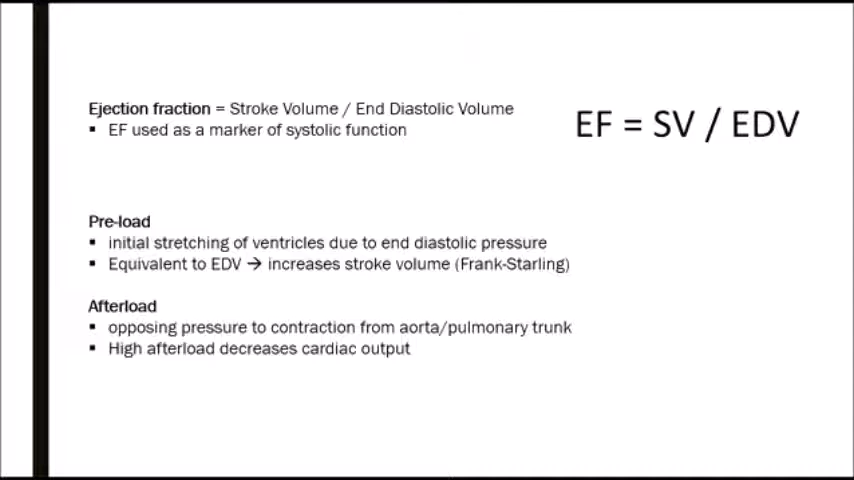 Ejection fraction = Stroke Volume / End Diastolic Volume
▪ EF used as a marker of systolic function
EF = SV / EDV
Pre-load
▪ initial stretching of ventricles due to end diastolic pressure
▪ Equivalent to EDV → increases stroke volume (Frank-Starling)
Afterload
▪ opposing pressure to contraction from aorta/pulmonary trunk
▪ High afterload decreases cardiac output